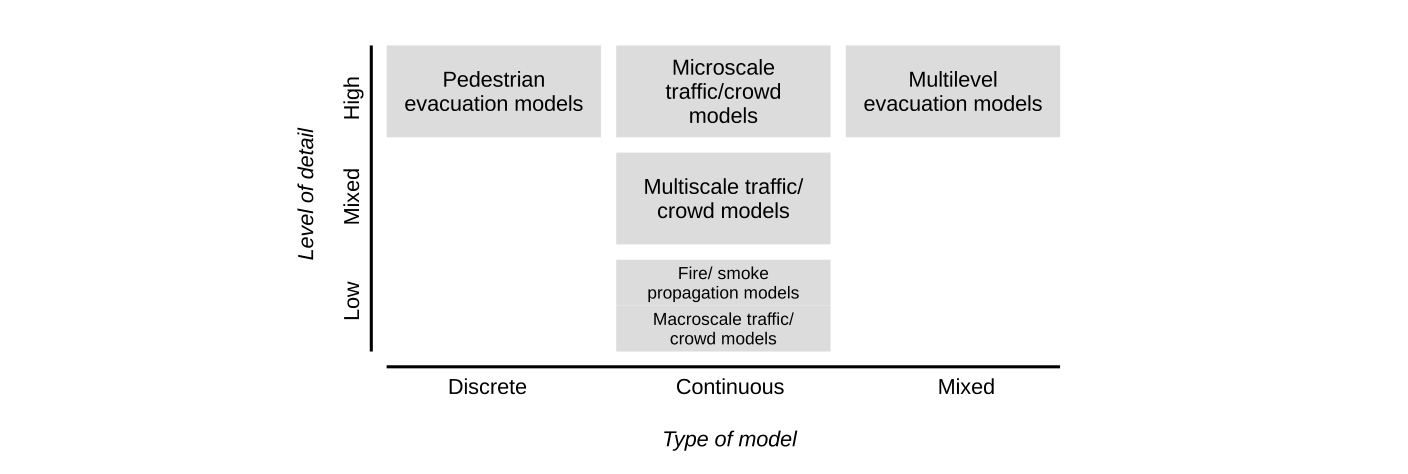 Level of detail
High
Mixed
Low
Pedestrian
evacuation models
Microscale
traffic/crowd
models
Multilevel
evacuation models
Multiscale traffic/
crowd models
Fire/ smoke
propagation models
Macroscale traffic/
crowd models
Discrete
Continuous
Mixed
Type of model